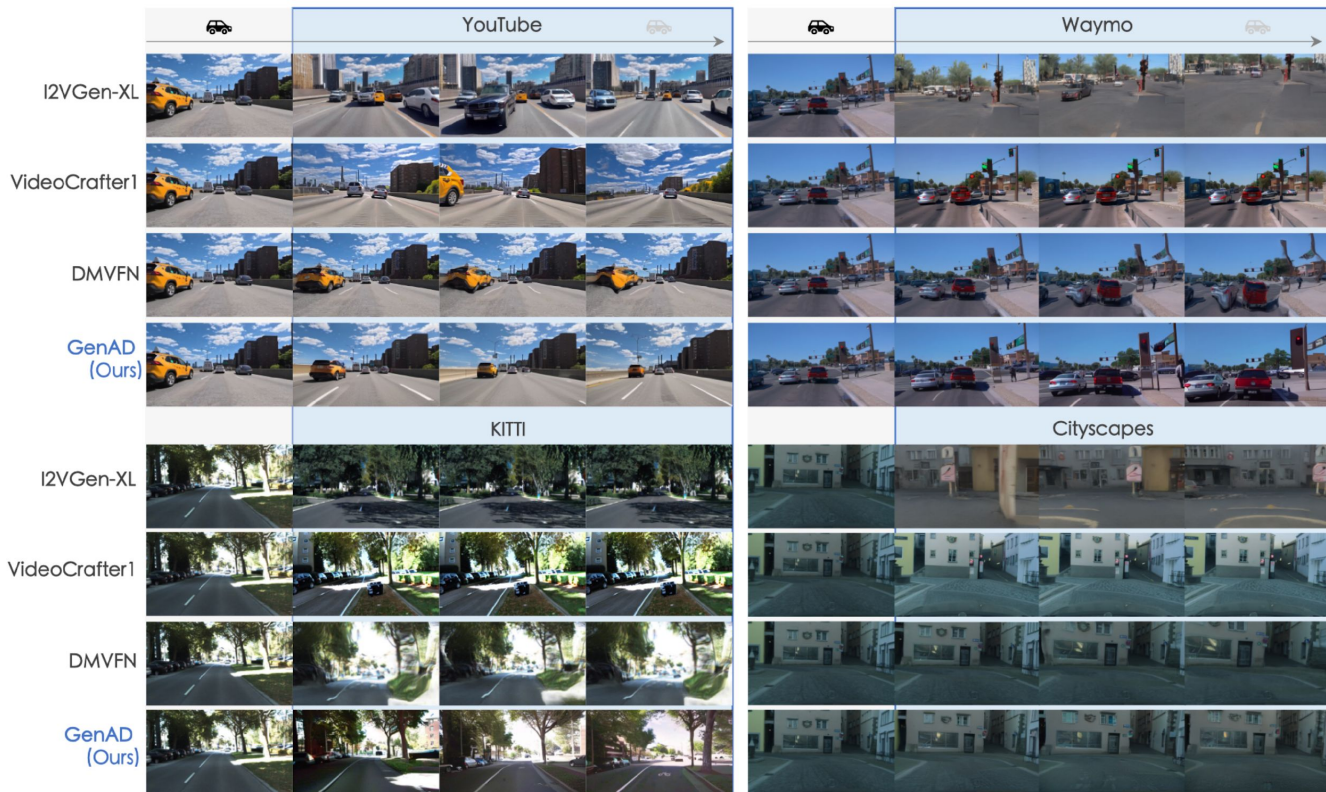 YouTube
Waymo
I2VGen-XL
VideoCrafter1
DMVFN
GenAD
(Ours)
KITTI
Cityscapes
I2VGen-XL
VideoCrafter1
DMVFN
GenAD
(Ours)